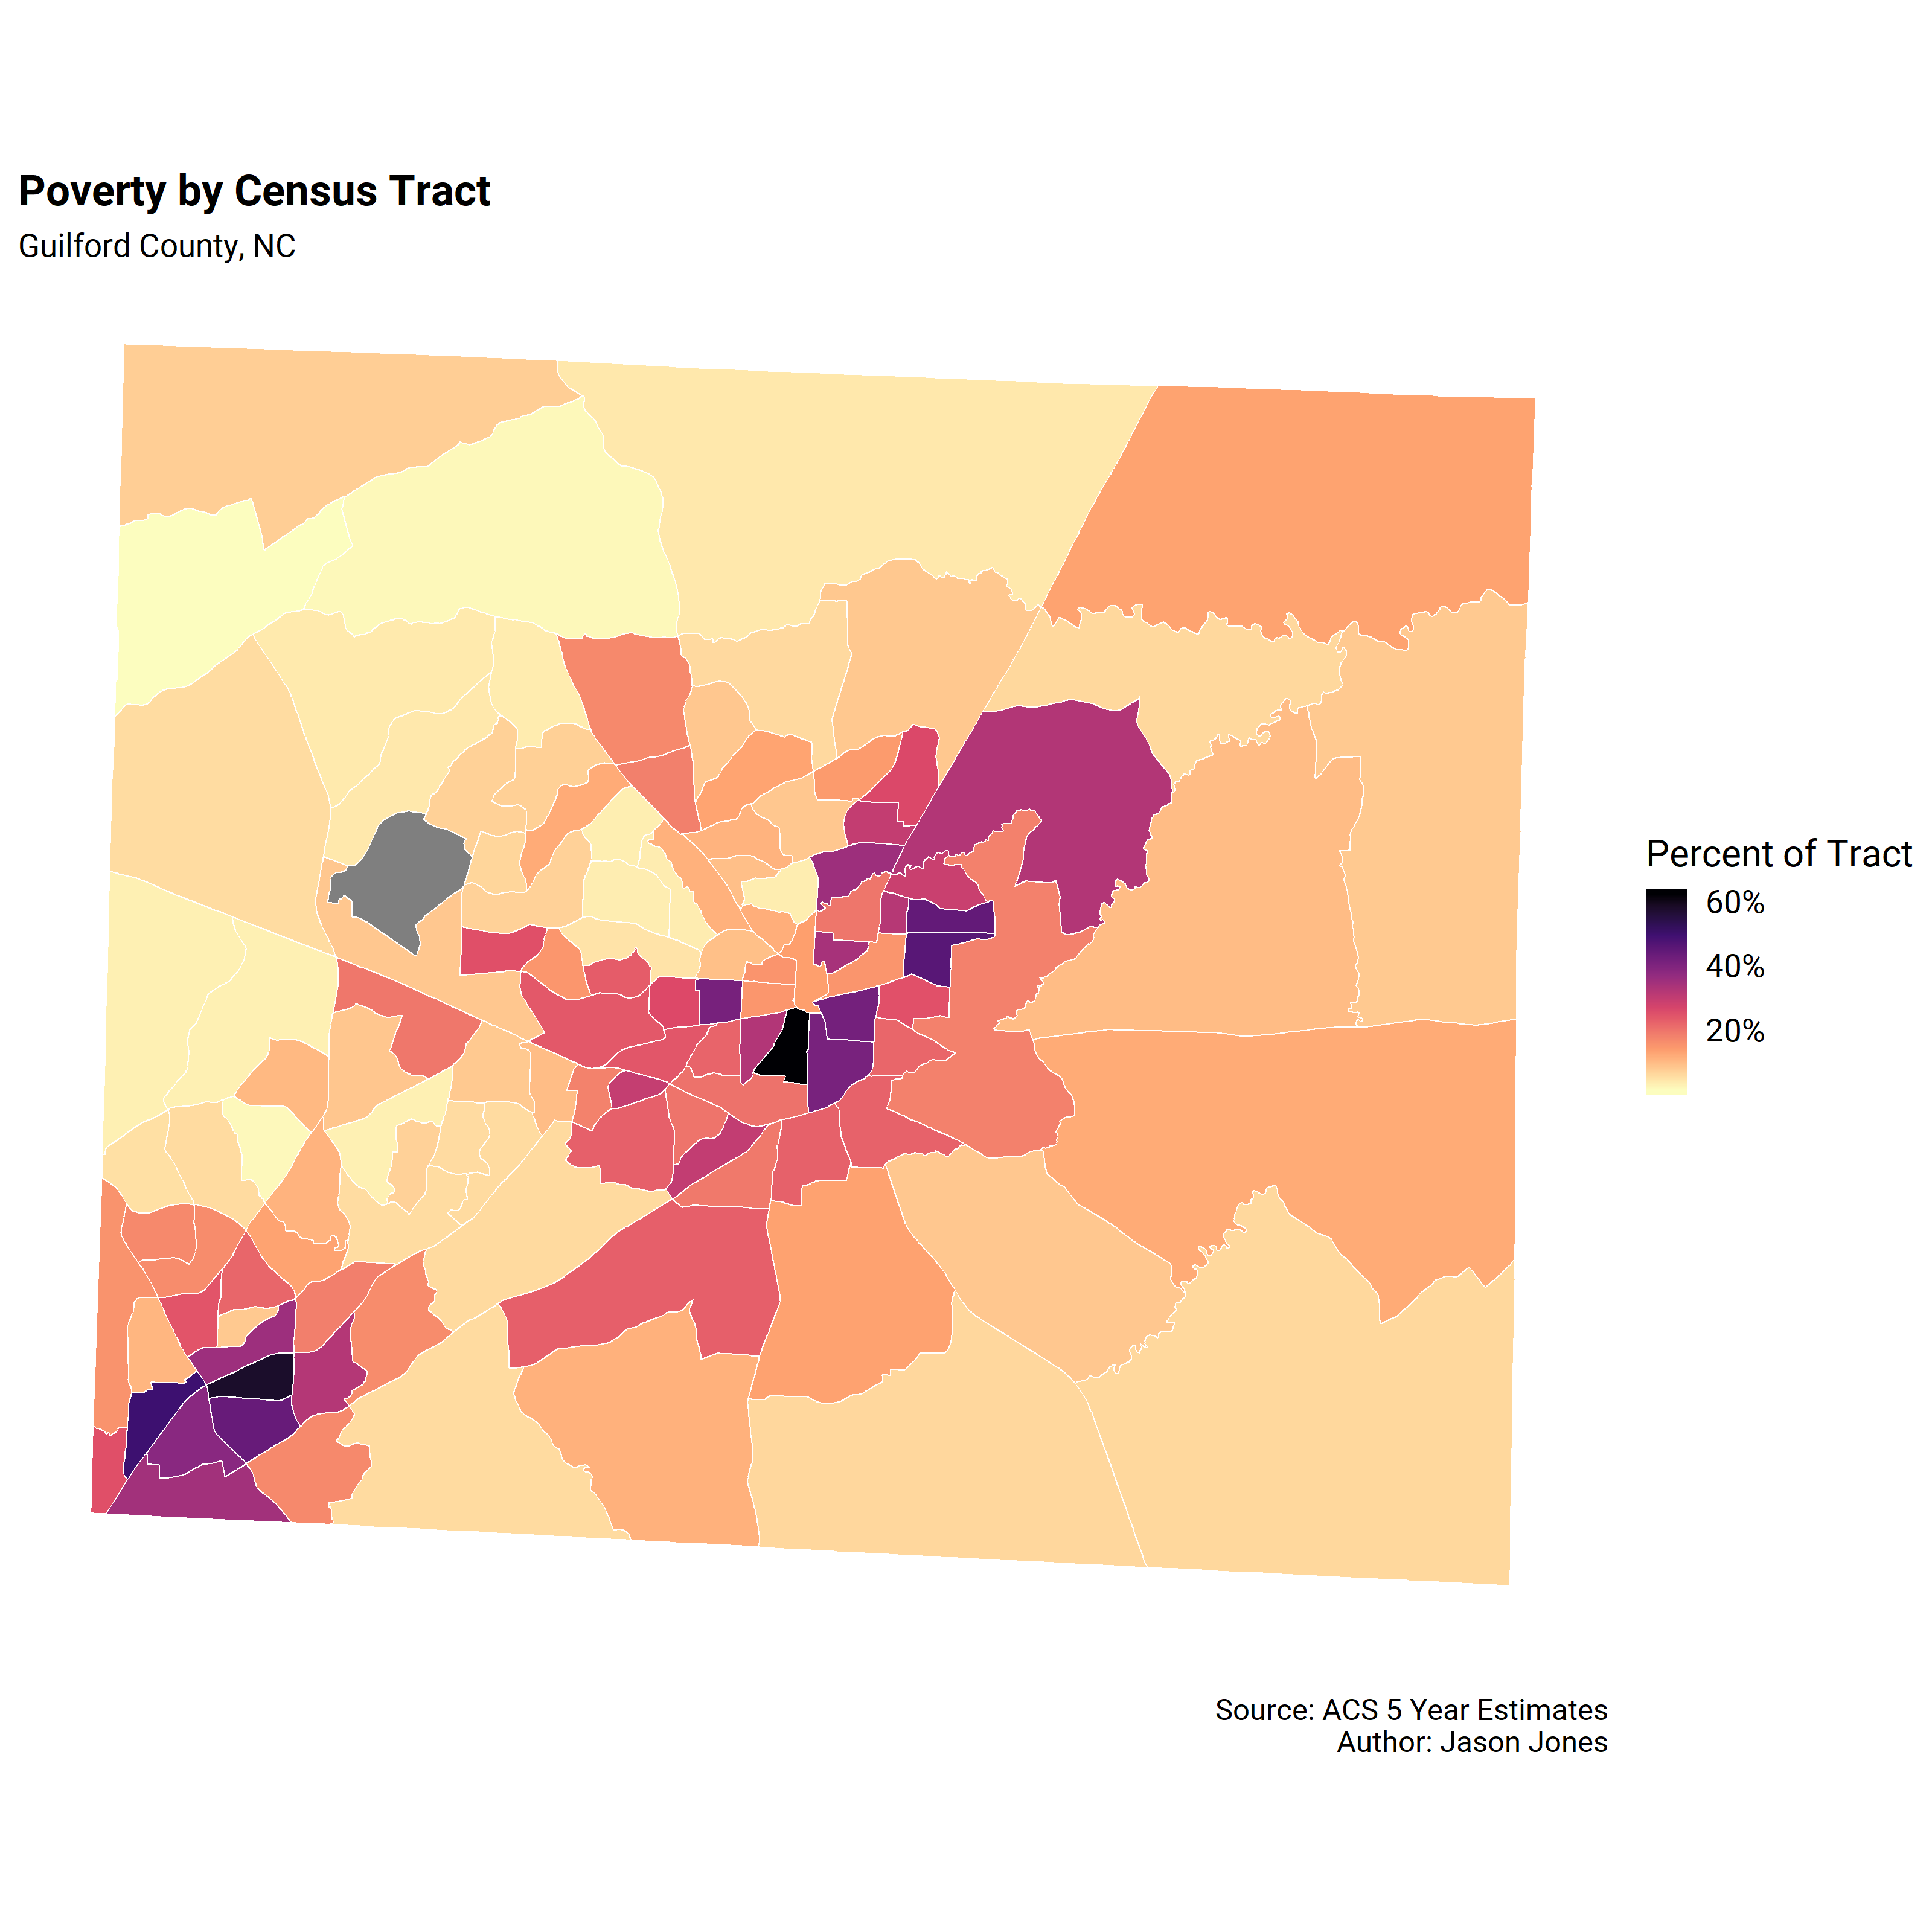 Poverty by Census Tract
Guilford County, NC
Percent of Tract
60%
40%
20%
Source: ACS 5 Year Estimates
Author: Jason Jones